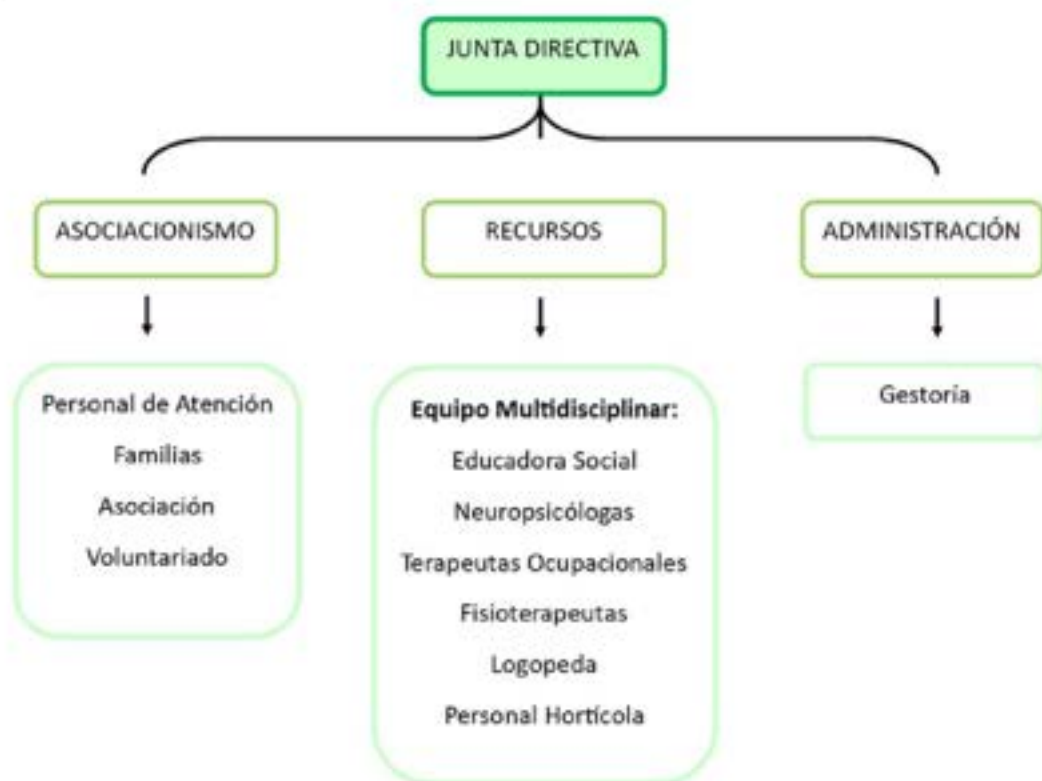 JUNTA DIRECTIVA
ASOCIACIONISMO
RECURSOS
ADMINISTRACIÓN
Personal de Atención
Familias
Asociación
Voluntariado
Equipo Multidisciplinar:
Educadora Social
Neuropsicólogas
Terapeutas Ocupacionales
Fisioterapeutas
Logopeda
Personal Hortícola
Gestoría